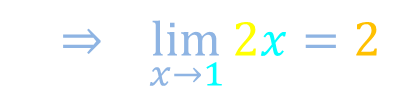 ⇒ lim x→1 2x = 2